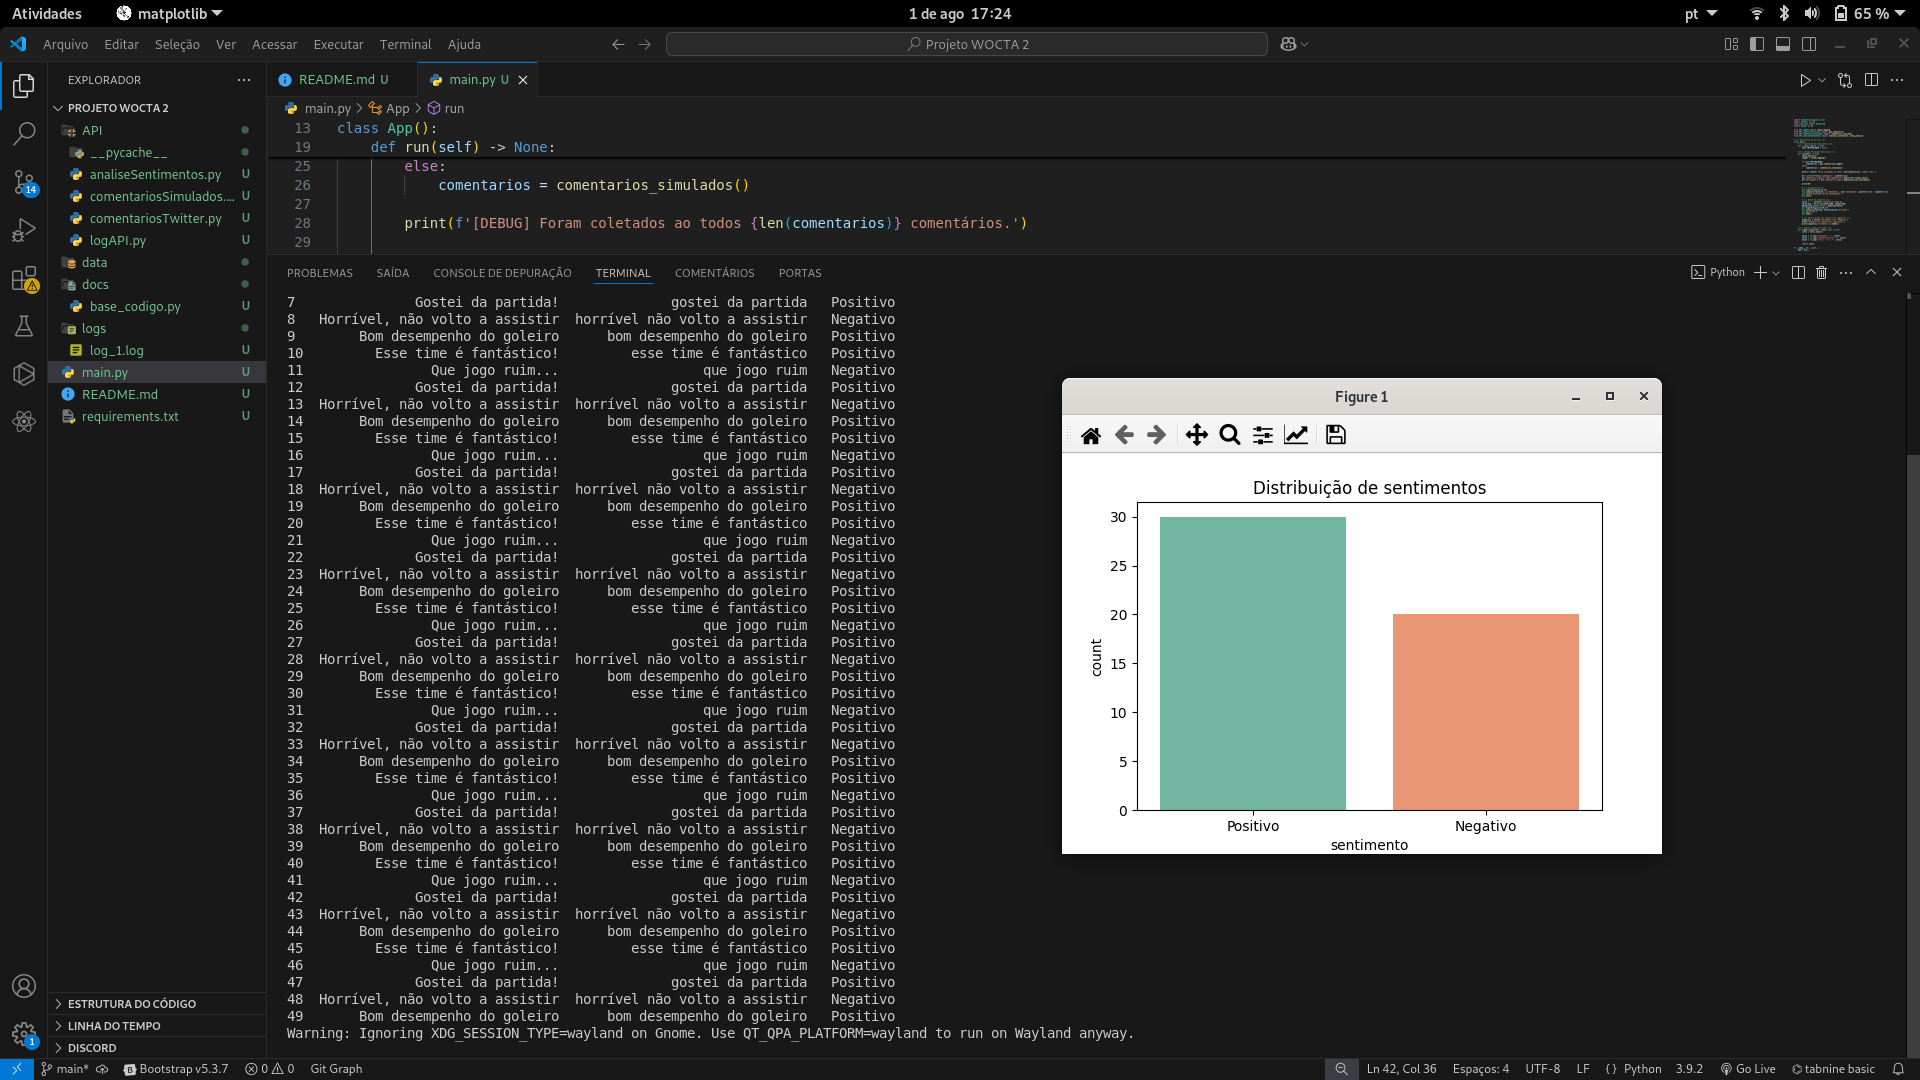 Atividades
matplotlib
1 de ago 17:24
pt
65 %
Arquivo Editar Seleção Ver Acessar Executar Terminal Ajuda
Projeto WOCTA 2
EXPLORADOR
PROJETO WOCTA 2
API
__pycache__
analiseSentimentos.py U
comentariosSimulados.... U
comentariosTwitter.py U
logAPI.py U
data
docs
base_codigo.py U
logs
log_1.log U
main.py U
README.md U
requirements.txt U
ESTRUTURA DO CÓDIGO
LINHA DO TEMPO
DISCORD
14
1
README.md U
main.py U
main.py > App > run
13 class App():
19 def run(self) -> None:
25 else:
26 comentarios = comentarios_simulados()
27
28 print(f'[DEBUG] Foram coletados ao todos {len(comentarios)} comentários.')
29
PROBLEMAS SAÍDA CONSOLE DE DEPURAÇÃO TERMINAL COMENTÁRIOS PORTAS
Python
7 Gostei da partida! gostei da partida Positivo
8 Horrível, não volto a assistir horrível não volto a assistir Negativo
9 Bom desempenho do goleiro bom desempenho do goleiro Positivo
10 Esse time é fantástico! esse time é fantástico Positivo
11 Que jogo ruim... que jogo ruim Negativo
12 Gostei da partida! gostei da partida Positivo
13 Horrível, não volto a assistir horrível não volto a assistir Negativo
14 Bom desempenho do goleiro bom desempenho do goleiro Positivo
15 Esse time é fantástico! esse time é fantástico Positivo
16 Que jogo ruim... que jogo ruim Negativo
17 Gostei da partida! gostei da partida Positivo
18 Horrível, não volto a assistir horrível não volto a assistir Negativo
19 Bom desempenho do goleiro bom desempenho do goleiro Positivo
20 Esse time é fantástico! esse time é fantástico Positivo
21 Que jogo ruim... que jogo ruim Negativo
22 Gostei da partida! gostei da partida Positivo
23 Horrível, não volto a assistir horrível não volto a assistir Negativo
24 Bom desempenho do goleiro bom desempenho do goleiro Positivo
25 Esse time é fantástico! esse time é fantástico Positivo
26 Que jogo ruim... que jogo ruim Negativo
27 Gostei da partida! gostei da partida Positivo
28 Horrível, não volto a assistir horrível não volto a assistir Negativo
29 Bom desempenho do goleiro bom desempenho do goleiro Positivo
30 Esse time é fantástico! esse time é fantástico Positivo
31 Que jogo ruim... que jogo ruim Negativo
32 Gostei da partida! gostei da partida Positivo
33 Horrível, não volto a assistir horrível não volto a assistir Negativo
34 Bom desempenho do goleiro bom desempenho do goleiro Positivo
35 Esse time é fantástico! esse time é fantástico Positivo
36 Que jogo ruim... que jogo ruim Negativo
37 Gostei da partida! gostei da partida Positivo
38 Horrível, não volto a assistir horrível não volto a assistir Negativo
39 Bom desempenho do goleiro bom desempenho do goleiro Positivo
40 Esse time é fantástico! esse time é fantástico Positivo
41 Que jogo ruim... que jogo ruim Negativo
42 Gostei da partida! gostei da partida Positivo
43 Horrível, não volto a assistir horrível não volto a assistir Negativo
44 Bom desempenho do goleiro bom desempenho do goleiro Positivo
45 Esse time é fantástico! esse time é fantástico Positivo
46 Que jogo ruim... que jogo ruim Negativo
47 Gostei da partida! gostei da partida Positivo
48 Horrível, não volto a assistir horrível não volto a assistir Negativo
49 Bom desempenho do goleiro bom desempenho do goleiro Positivo
Warning: Ignoring XDG_SESSION_TYPE=wayland on Gnome. Use QT_QPA_PLATFORM=wayland to run on Wayland anyway.
Figure 1
Distribuição de sentimentos
30
25
20
15
10
5
0
count
Positivo Negativo
sentimento
main* Bootstrap v5.3.7 0 0 Git Graph
Ln 42, Col 36 Espaços: 4 UTF-8 LF {} Python 3.9.2 Go Live tabnine basic